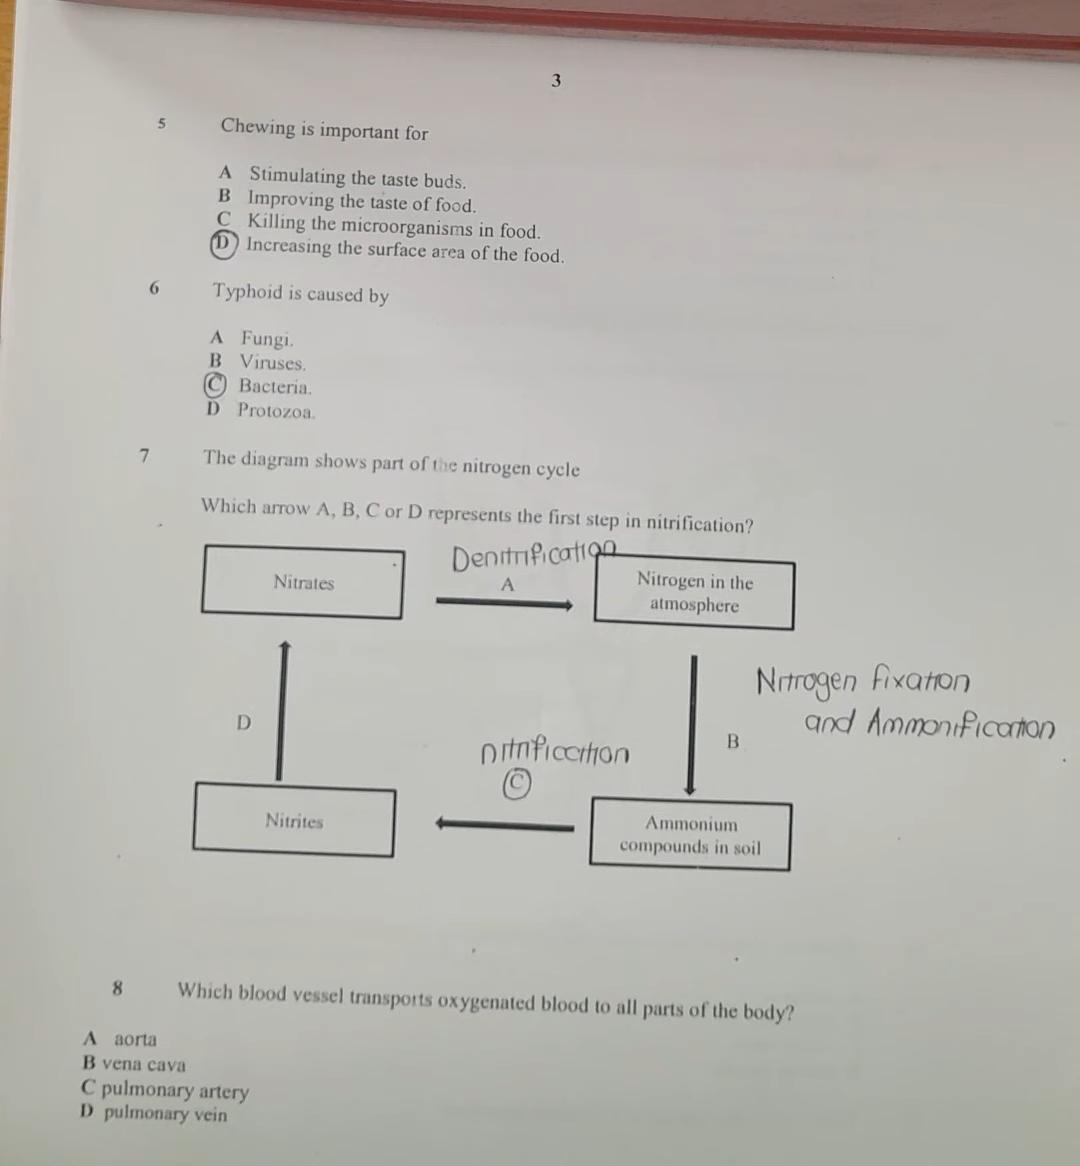 3
5 Chewing is important for
A Stimulating the taste buds.
B Improving the taste of food.
C Killing the microorganisms in food.
D Increasing the surface area of the food.
6 Typhoid is caused by
A Fungi.
B Viruses.
C Bacteria.
D Protozoa.
7 The diagram shows part of the nitrogen cycle
Which arrow A, B, C or D represents the first step in nitrification?
Denitrification
Nitrates
A
Nitrogen in the
atmosphere
Nitrogen fixation
and Ammonification
D
B
nitrification
C
Nitrites
Ammonium
compounds in soil
8 Which blood vessel transports oxygenated blood to all parts of the body?
A aorta
B vena cava
C pulmonary artery
D pulmonary vein